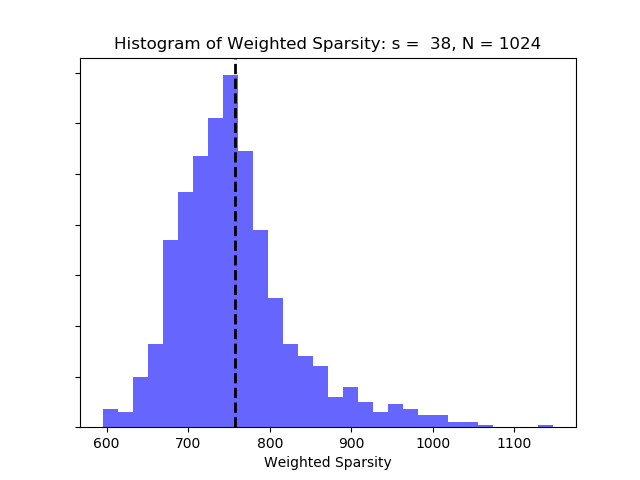 Histogram of Weighted Sparsity: s =  38, N = 1024
600 700 800 900 1000 1100
Weighted Sparsity